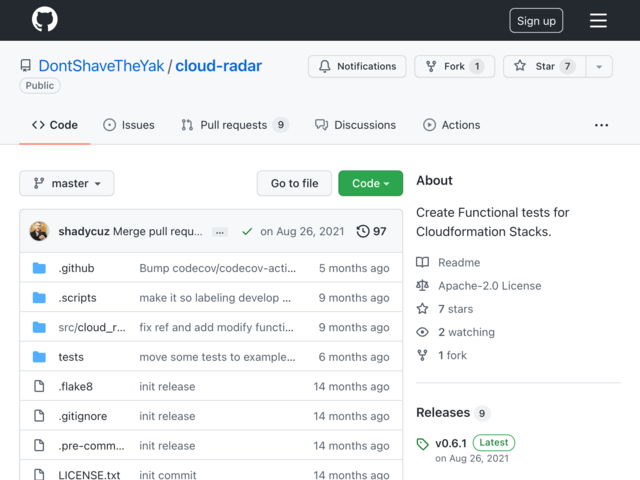 Sign up
DontShaveTheYak / cloud-radar
Public
Notifications
Fork 1
Star 7
Code
Issues
Pull requests 9
Discussions
Actions
master
Go to file
Code
shadycuz Merge pull requ... ... on Aug 26, 2021 97
.github Bump codecov/codecov-acti... 5 months ago
.scripts make it so labeling develop ... 9 months ago
src/cloud_r... fix ref and add modify functi... 9 months ago
tests move some tests to example... 6 months ago
.flake8 init release 14 months ago
.gitignore init release 14 months ago
.pre-comm... init release 14 months ago
LICENSE.txt init commit 14 months ago
About
Create Functional tests for
Cloudformation Stacks.
Readme
Apache-2.0 License
7 stars
2 watching
1 fork
Releases 9
v0.6.1 Latest
on Aug 26, 2021